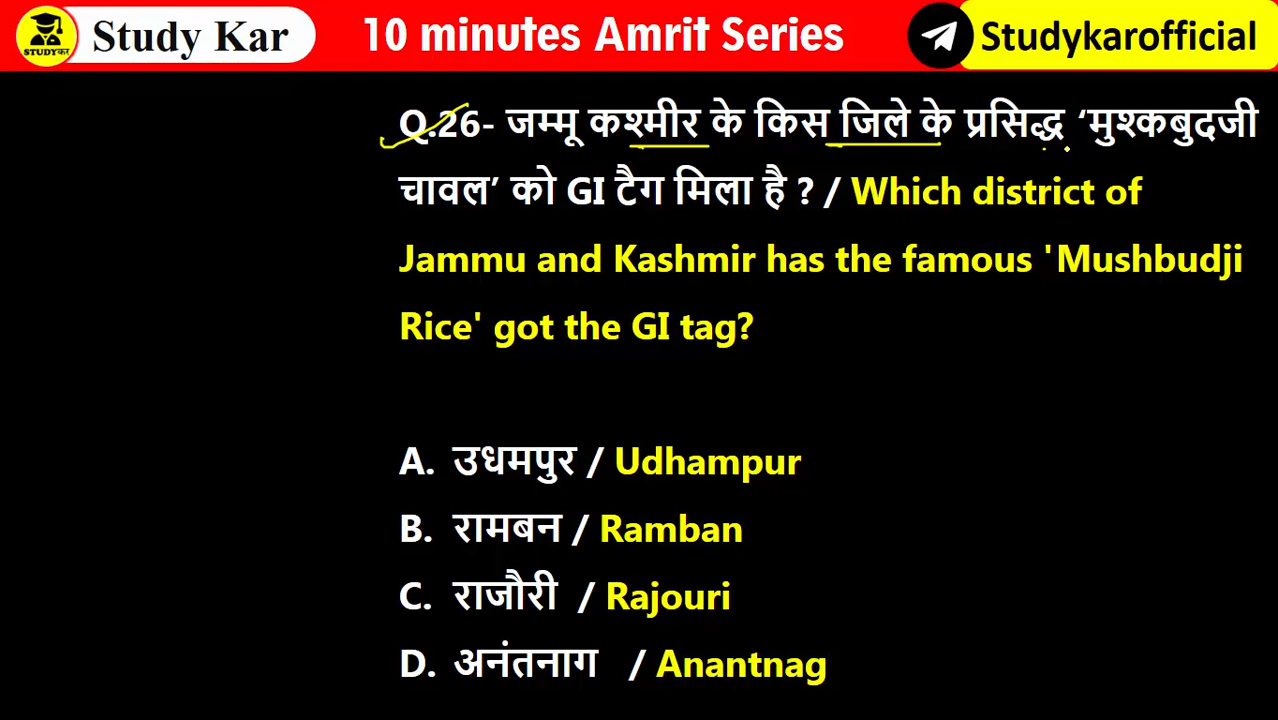 STUDYकर
Study Kar
10 minutes Amrit Series
Studykarofficial
Q.26- जम्मू कश्मीर के किस जिले के प्रसिद्ध ‘मुश्कबुदजी
चावल’ को GI टैग मिला है ? / Which district of
Jammu and Kashmir has the famous 'Mushbudji
Rice' got the GI tag?
A. उधमपुर / Udhampur
B. रामबन / Ramban
C. राजौरी / Rajouri
D. अनंतनाग / Anantnag